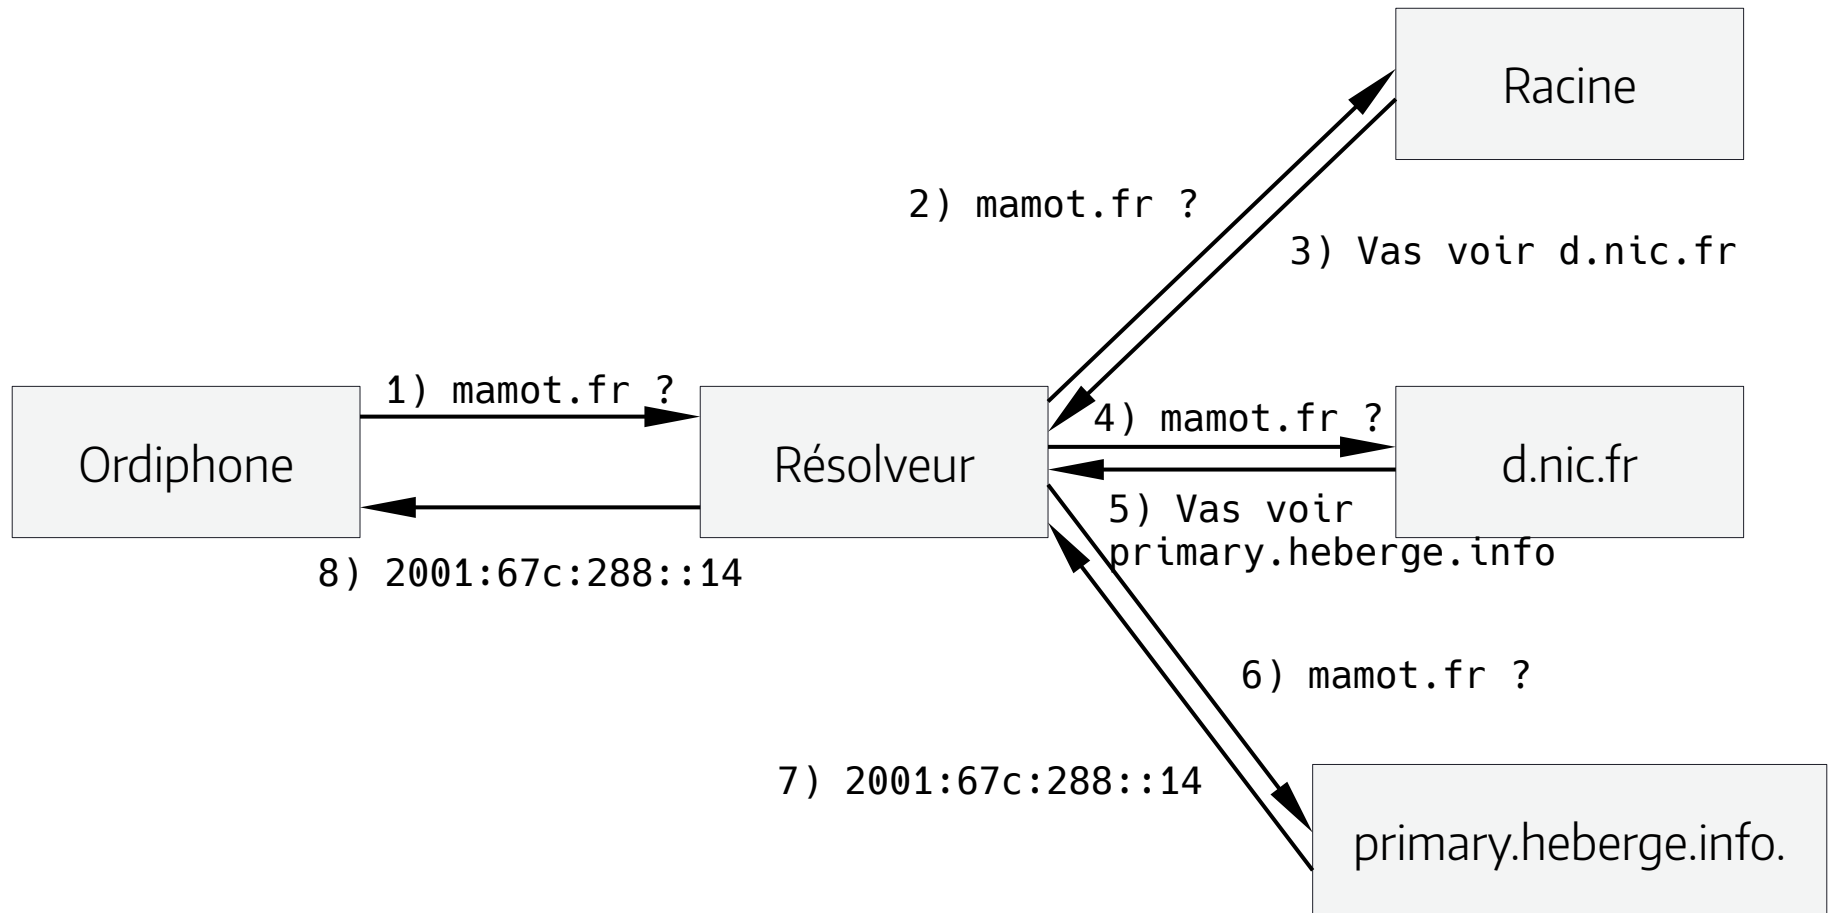 Racine
2) mamot.fr ?
3) Vas voir d.nic.fr
1) mamot.fr ?
4) mamot.fr ?
Ordiphone
Résolveur
d.nic.fr
5) Vas voir
primary.heberge.info
8) 2001:67c:288::14
6) mamot.fr ?
7) 2001:67c:288::14
primary.heberge.info.